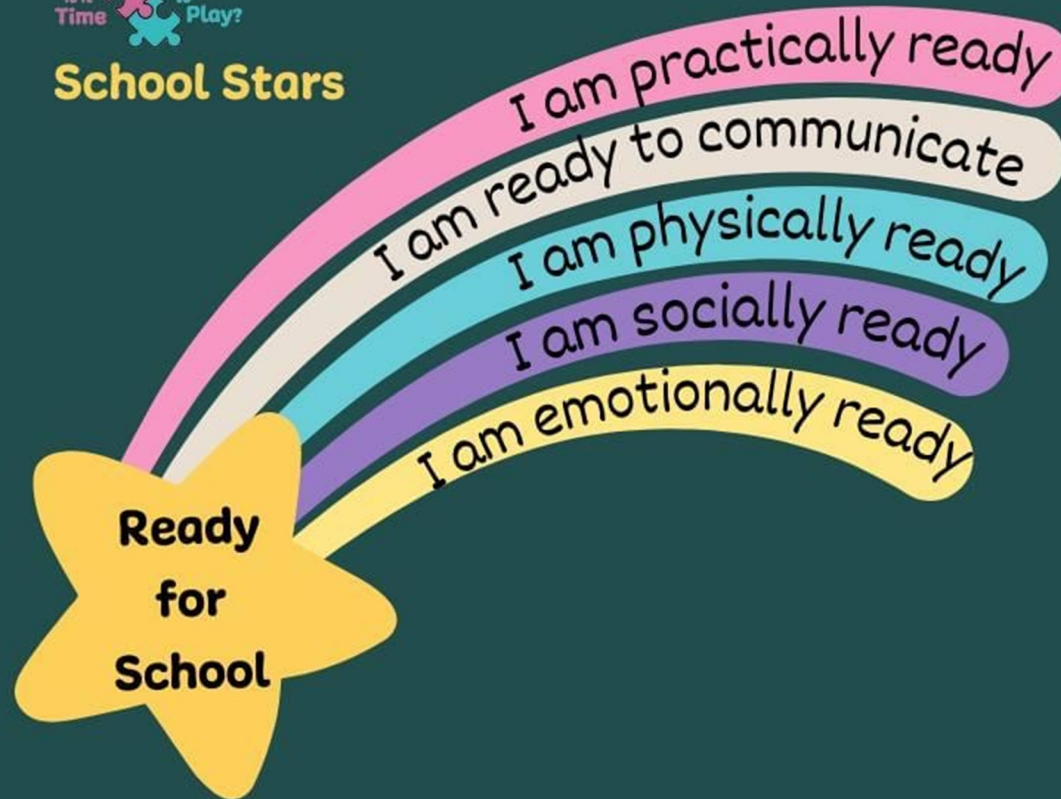 Time Play?
School Stars
I am practically ready
I am ready to communicate
I am physically ready
I am socially ready
I am emotionally ready
Ready
for
School